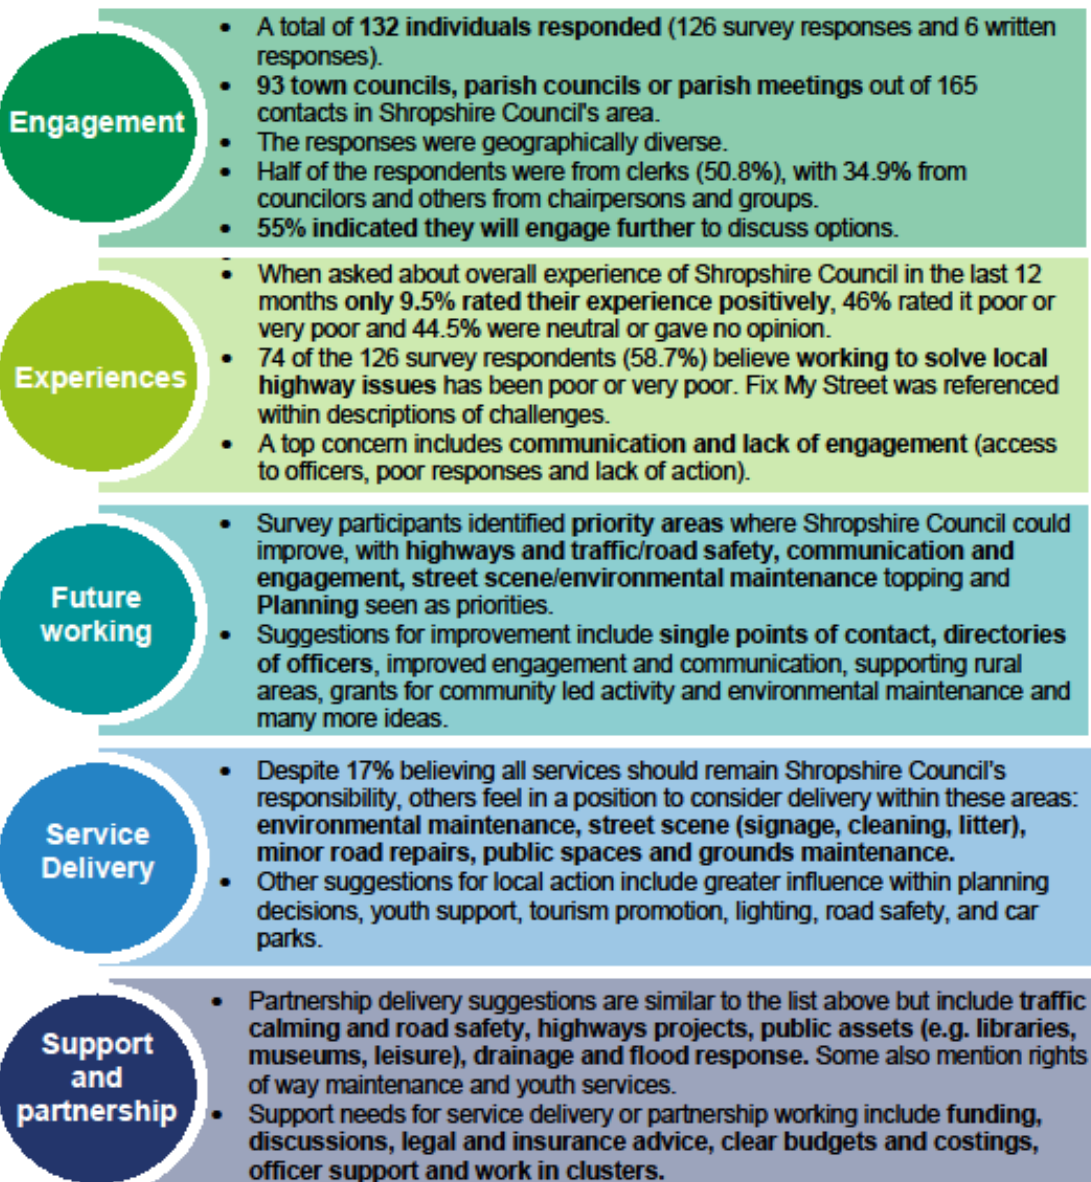 Engagement
• A total of 132 individuals responded (126 survey responses and 6 written
responses).
• 93 town councils, parish councils or parish meetings out of 165
contacts in Shropshire Council's area.
• The responses were geographically diverse.
• Half of the respondents were from clerks (50.8%), with 34.9% from
councilors and others from chairpersons and groups.
• 55% indicated they will engage further to discuss options.
Experiences
•
• When asked about overall experience of Shropshire Council in the last 12
months only 9.5% rated their experience positively, 46% rated it poor or
very poor and 44.5% were neutral or gave no opinion.
• 74 of the 126 survey respondents (58.7%) believe working to solve local
highway issues has been poor or very poor. Fix My Street was referenced
within descriptions of challenges.
• A top concern includes communication and lack of engagement (access
to officers, poor responses and lack of action).
Future
working
• Survey participants identified priority areas where Shropshire Council could
improve, with highways and traffic/road safety, communication and
engagement, street scene/environmental maintenance topping and
Planning seen as priorities.
• Suggestions for improvement include single points of contact, directories
of officers, improved engagement and communication, supporting rural
areas, grants for community led activity and environmental maintenance and
many more ideas.
Service
Delivery
• Despite 17% believing all services should remain Shropshire Council's
responsibility, others feel in a position to consider delivery within these areas:
environmental maintenance, street scene (signage, cleaning, litter),
minor road repairs, public spaces and grounds maintenance.
• Other suggestions for local action include greater influence within planning
decisions, youth support, tourism promotion, lighting, road safety, and car
parks.
Support
and
partnership
• Partnership delivery suggestions are similar to the list above but include traffic
calming and road safety, highways projects, public assets (e.g. libraries,
museums, leisure), drainage and flood response. Some also mention rights
of way maintenance and youth services.
• Support needs for service delivery or partnership working include funding,
discussions, legal and insurance advice, clear budgets and costings,
officer support and work in clusters.